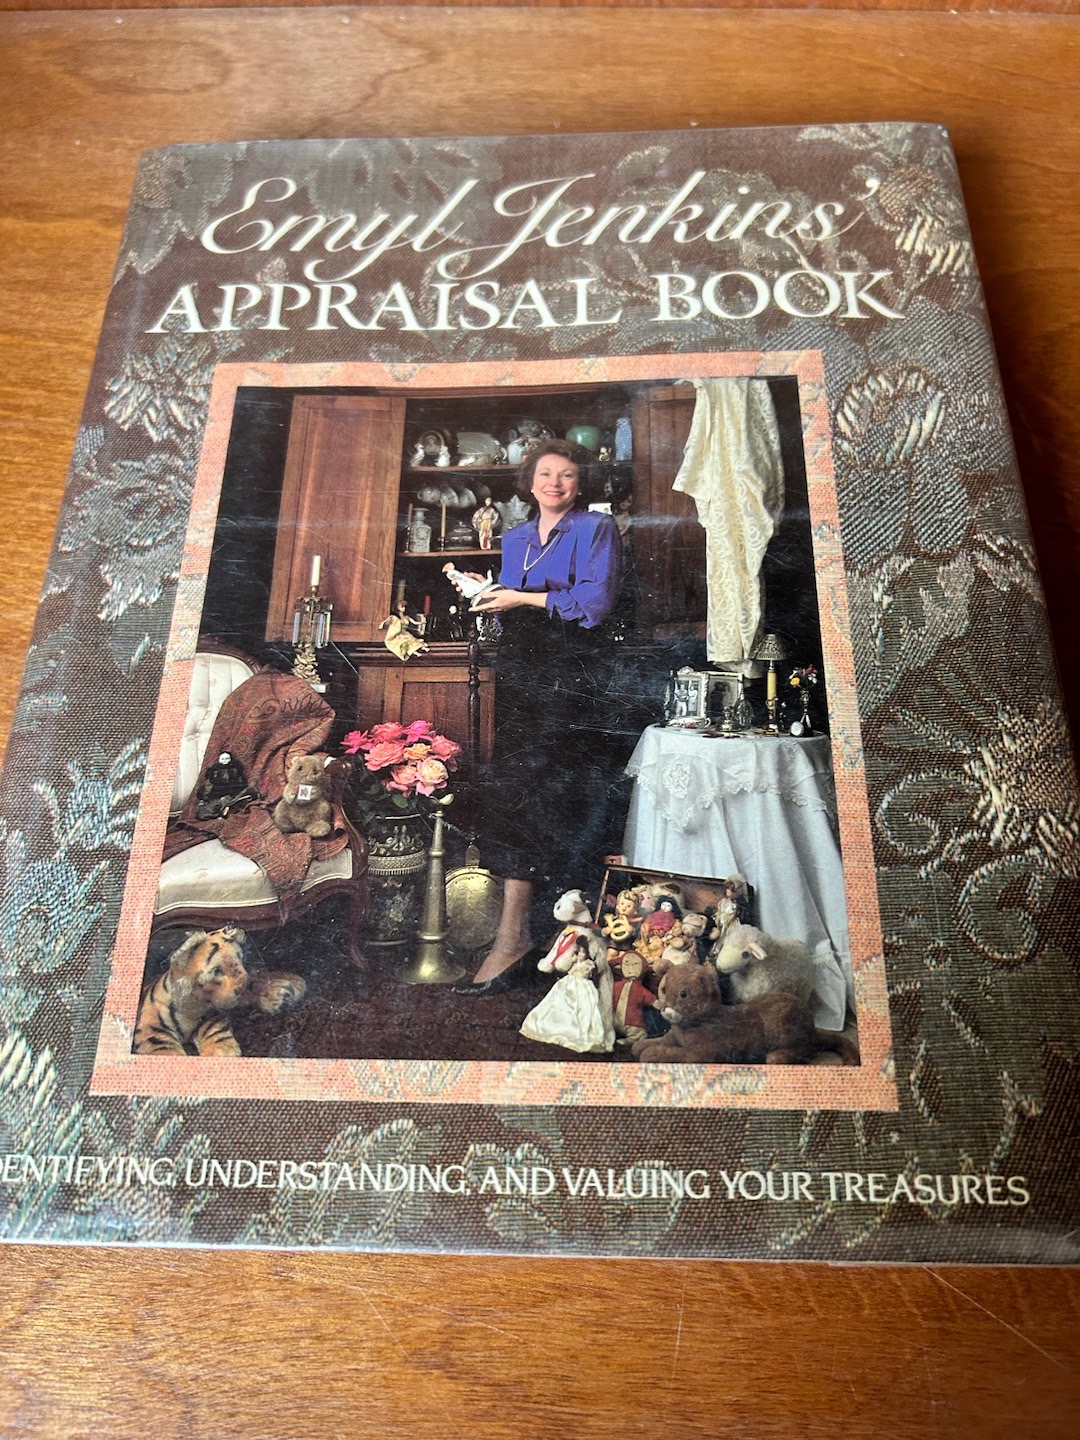 Emyl Jenkins'
APPRAISAL BOOK
DENTIFYING, UNDERSTANDING, AND VALUING YOUR TREASURES